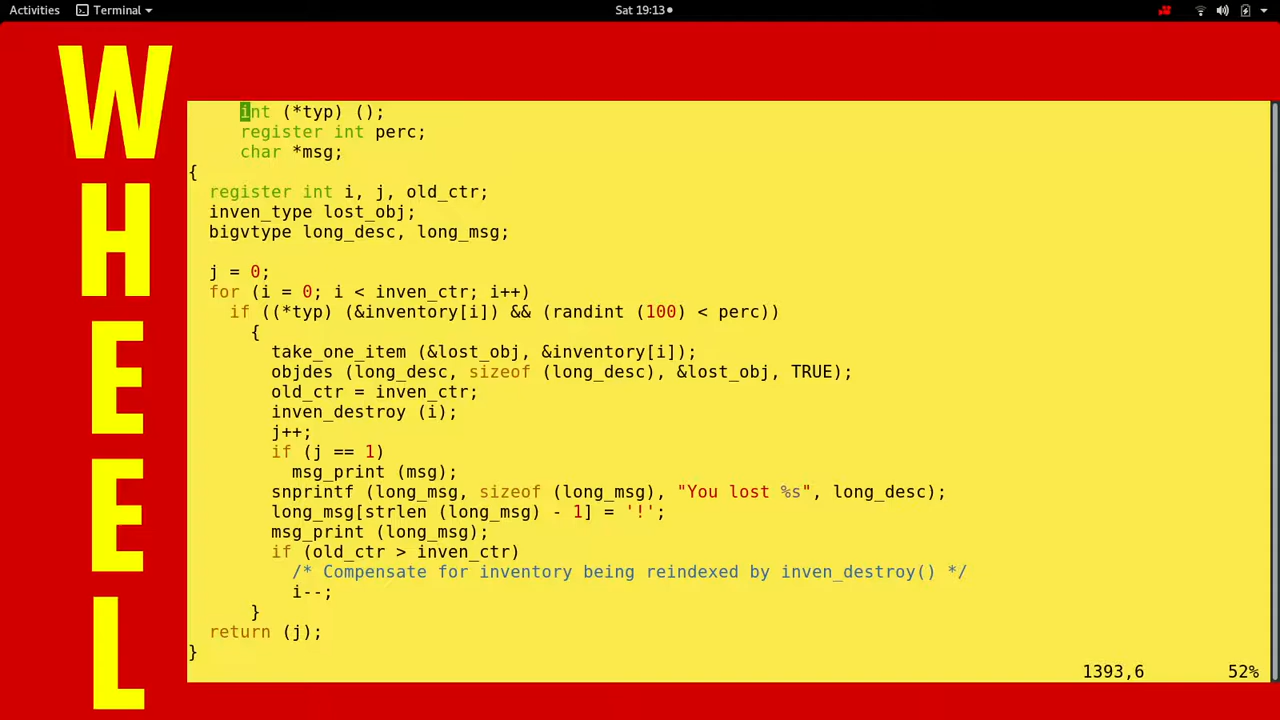 Activities Terminal Sat 19:13
WHEEL
int (*typ) ();
register int perc;
char *msg;
{
register int i, j, old_ctr;
inven_type lost_obj;
bigvtype long_desc, long_msg;
j = 0;
for (i = 0; i < inven_ctr; i++)
if ((*typ) (&inventory[i]) && (randint (100) < perc))
{
take_one_item (&lost_obj, &inventory[i]);
objdes (long_desc, sizeof (long_desc), &lost_obj, TRUE);
old_ctr = inven_ctr;
inven_destroy (i);
j++;
if (j == 1)
msg_print (msg);
snprintf (long_msg, sizeof (long_msg), "You lost %s", long_desc);
long_msg[strlen (long_msg) - 1] = '!';
msg_print (long_msg);
if (old_ctr > inven_ctr)
/* Compensate for inventory being reindexed by inven_destroy() */
i--;
}
return (j);
}
1393,6 52%